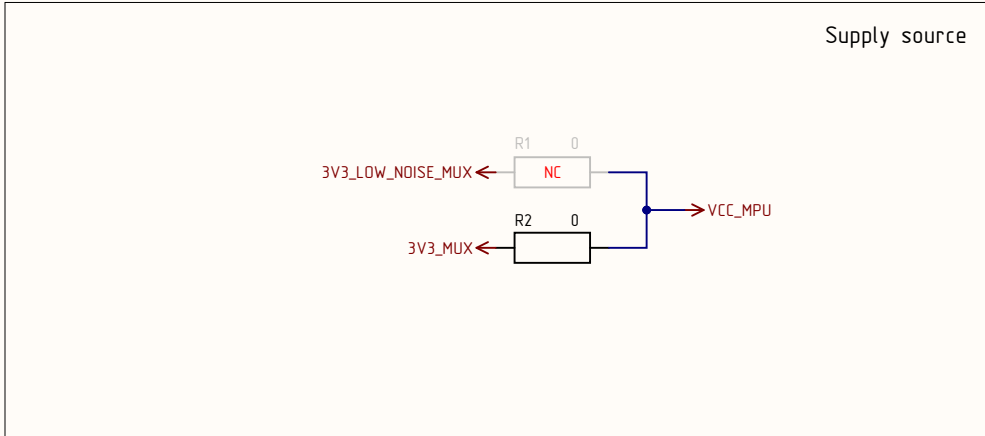 Supply source
R1 0
3V3_LOW_NOISE_MUX NC
VCC_MPU
R2 0
3V3_MUX